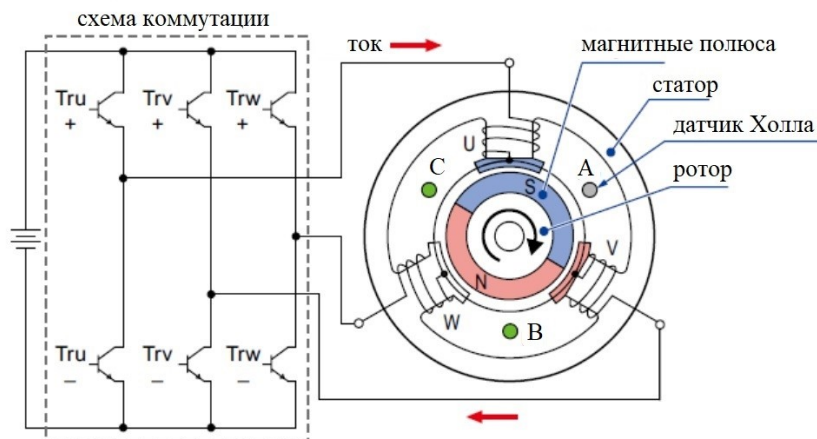 схема коммутации
ток
магнитные полюса
статор
датчик Холла
ротор
Tru
+
Trv
+
Trw
+
U
C
A
S
N
V
W
B
Tru
−
Trv
−
Trw
−